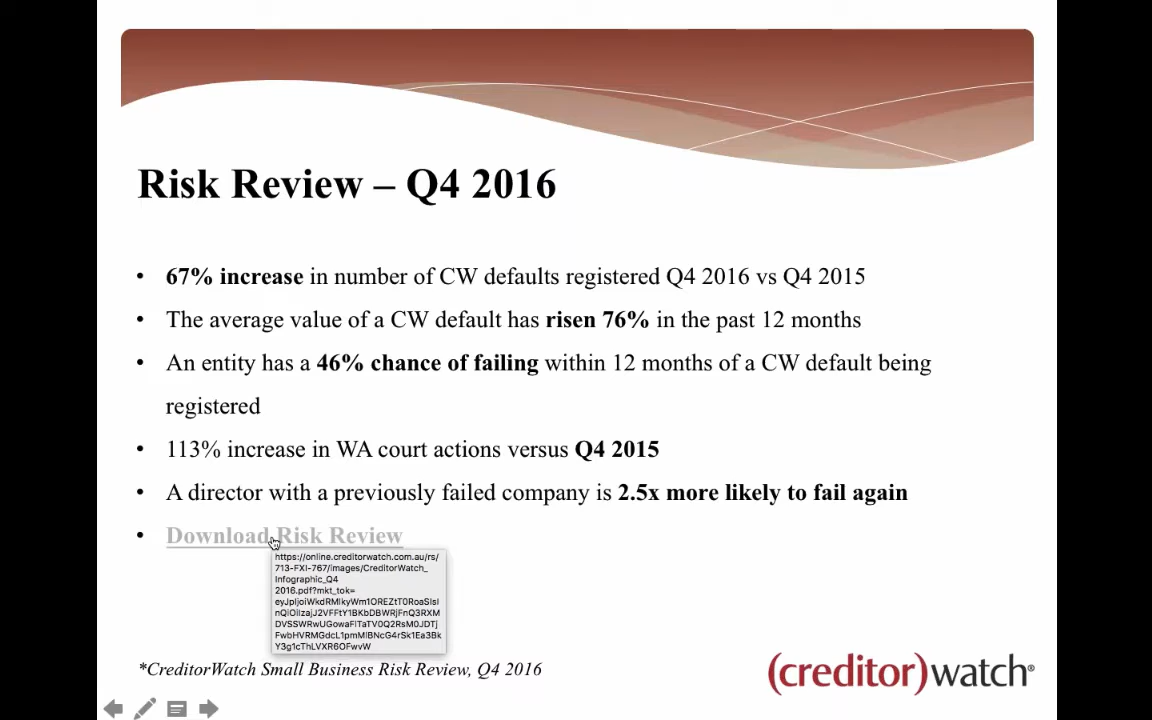 Risk Review – Q4 2016
• 67% increase in number of CW defaults registered Q4 2016 vs Q4 2015
• The average value of a CW default has risen 76% in the past 12 months
• An entity has a 46% chance of failing within 12 months of a CW default being
registered
• 113% increase in WA court actions versus Q4 2015
• A director with a previously failed company is 2.5x more likely to fail again
• Download Risk Review
https://online.creditorwatch.com.au/rs/
713-FXI-767/images/CreditorWatch_
Infographic_Q4
2016.pdf?mkt_tok=
*CreditorWatch Small Business Risk Review, Q4 2016
(creditor)watch®